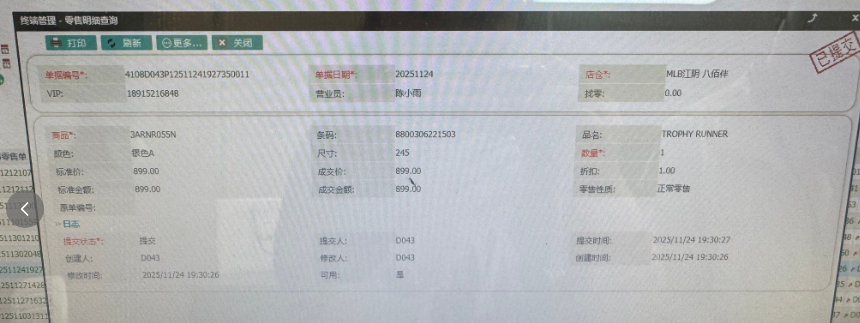 终端管理 - 零售明细查询
打印 刷新 更多... 关闭
已提交
单据编号*: 4108D043P12511241927350011 单据日期*: 20251124 店仓*: MLB江阴 八佰伴
VIP: 18915216848 营业员: 陈小雨 找零: 0.00
商品*: 3ARNR055N 条码: 8800306221503 品名: TROPHY RUNNER
颜色: 银色A 尺寸: 245 数量*: 1
标准价: 899.00 成交价: 899.00 折扣: 1.00
标准金额: 899.00 成交金额: 899.00 零售性质: 正常零售
原单编号:
日志
提交状态*: 提交 提交人: D043 提交时间: 2025/11/24 19:30:27
创建人: D043 修改人: D043 创建时间: 2025/11/24 19:30:26
修改时间: 2025/11/24 19:30:26 可用: 是
零售单